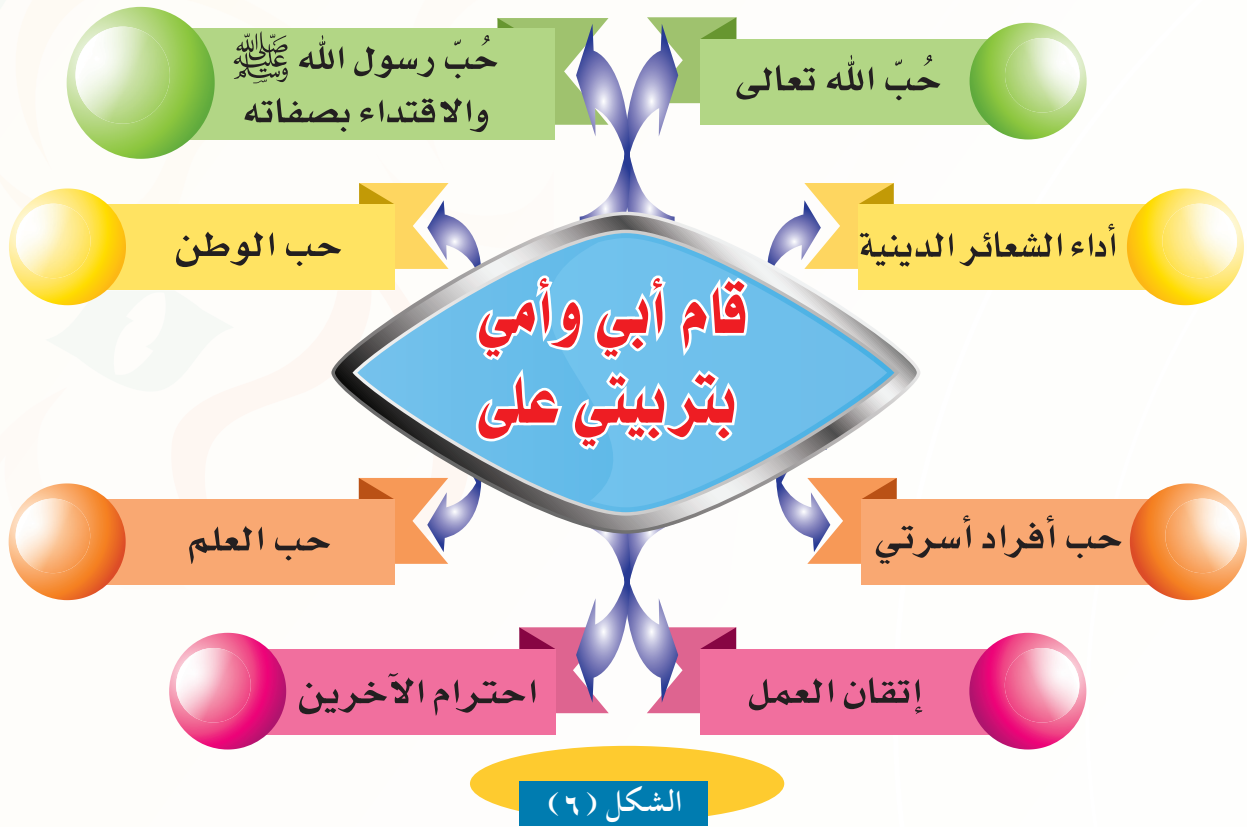 حُبّ الله تعالى
حُبّ رسول الله ﷺ
والاقتداء بصفاته
أداء الشعائر الدينية
حب الوطن
قام أبي وأمي
بتربيتي على
حب أفراد أسرتي
حب العلم
إتقان العمل
احترام الآخرين
الشكل (٦)